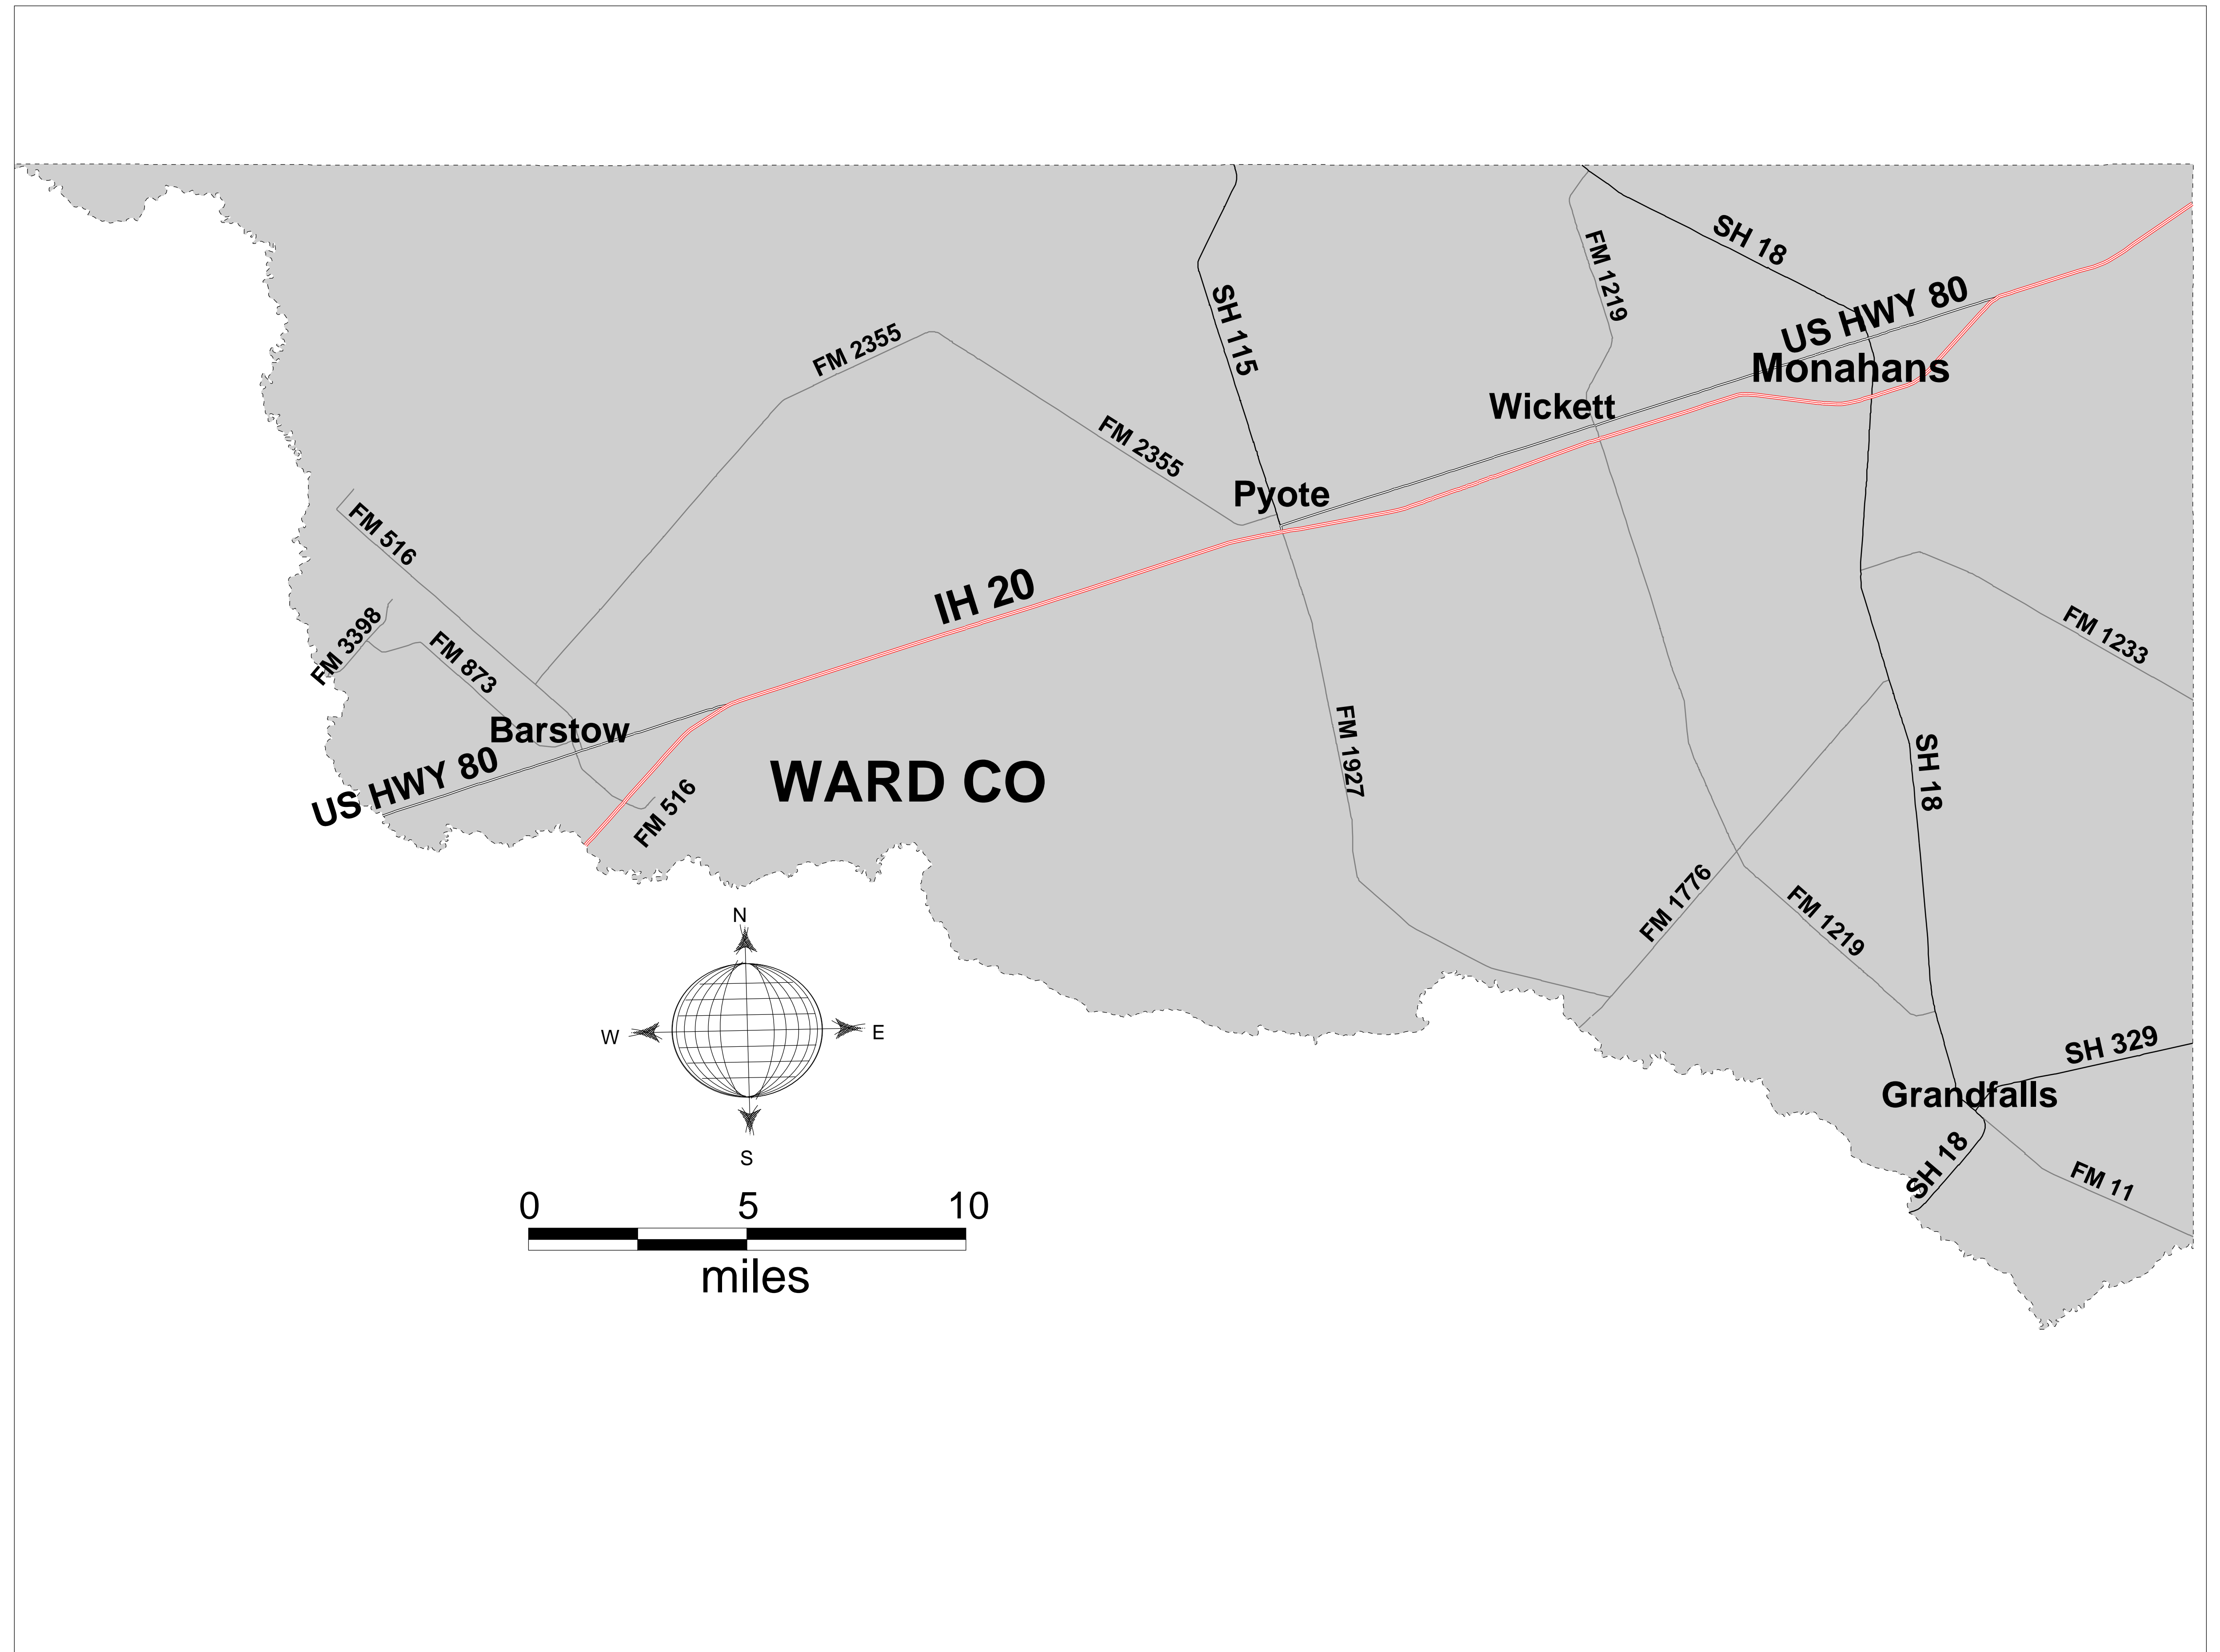 SH 18
FM 1219
US HWY 80
SH 115
FM 2355
Monahans
Wickett
FM 2355
Pyote
FM 516
IH 20
FM 3398
FM 1233
FM 873
Barstow
FM 1927
US HWY 80
WARD CO
SH 18
FM 516
FM 1776
FM 1219
N
W
E
S
SH 329
Grandfalls
SH 18
FM 11
0 5 10
miles